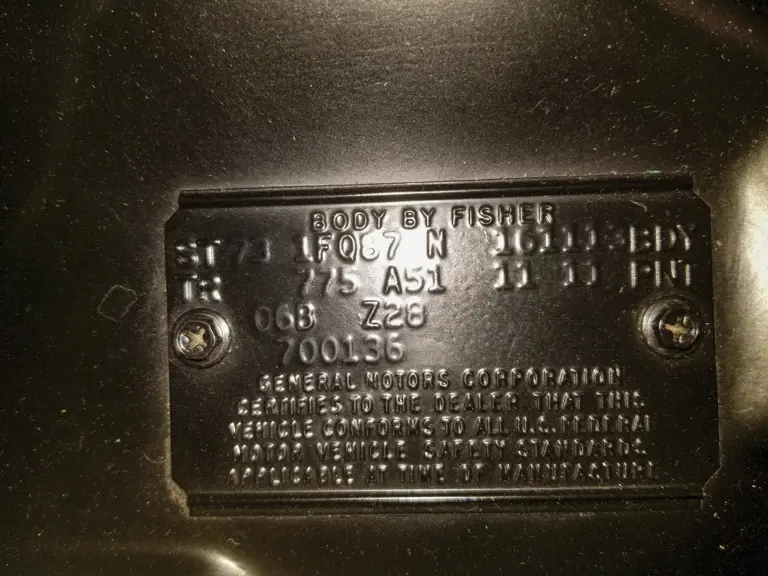 BODY BY FISHER
ST 73 1FQ87 N 161113 BDY
TR 775 A51 11 11 PNT
06B Z28
700136
GENERAL MOTORS CORPORATION
CERTIFIES TO THE DEALER THAT THIS
VEHICLE CONFORMS TO ALL U.S. FEDERAL
MOTOR VEHICLE SAFETY STANDARDS
APPLICABLE AT TIME OF MANUFACTURE